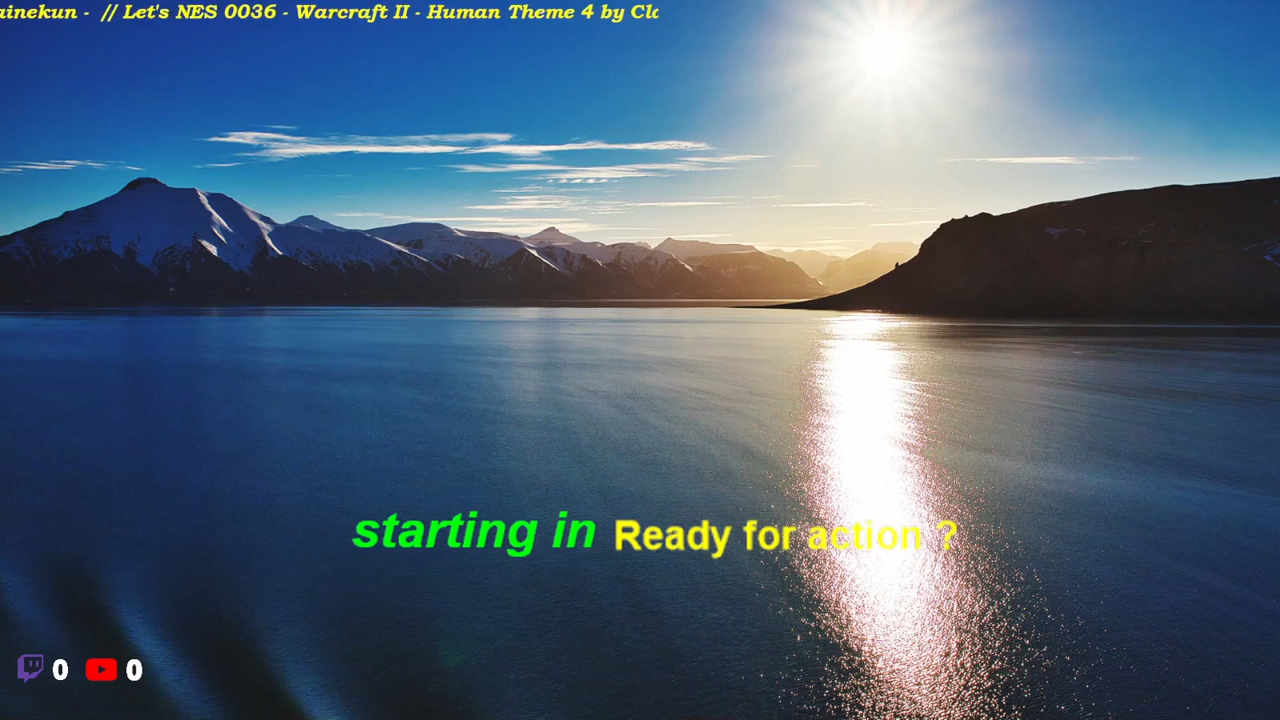 ainekun -  // Let's NES 0036 - Warcraft II - Human Theme 4 by Cl
starting in Ready for action ?
0 0